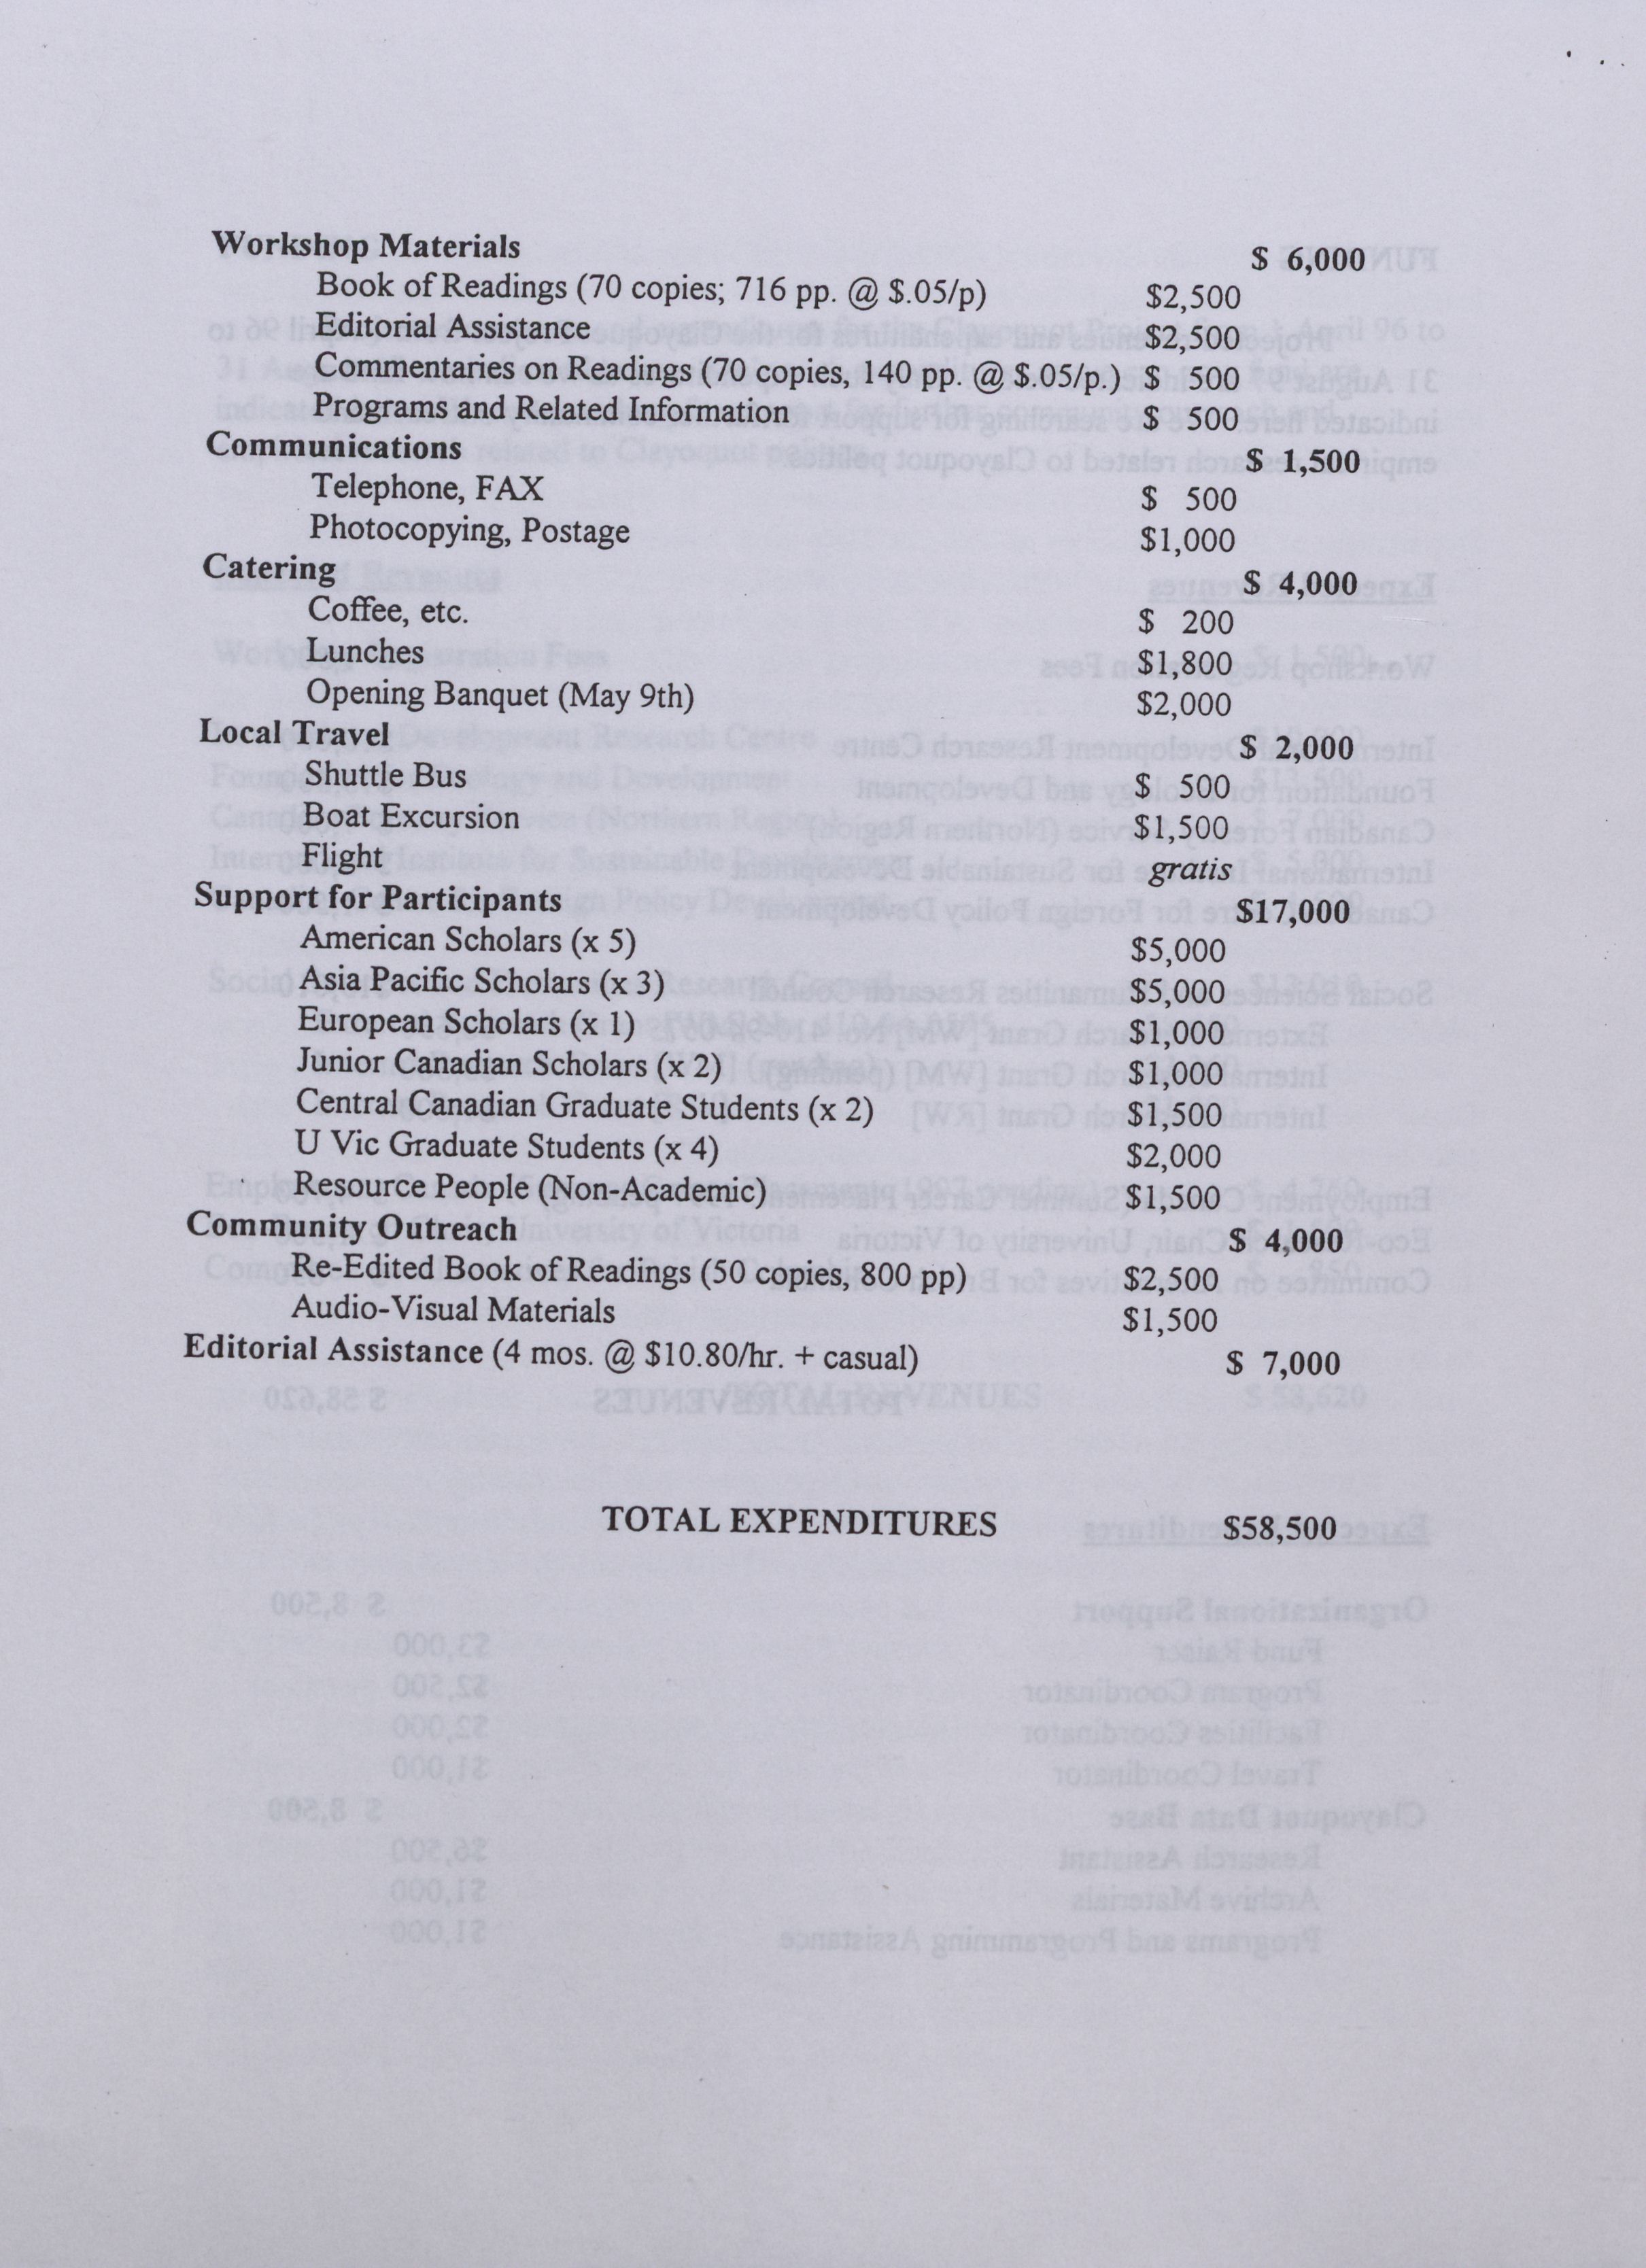 Workshop Materials $ 6,000
Book of Readings (70 copies; 716 pp. @ $.05/p) $2,500
Editorial Assistance $2,500
Commentaries on Readings (70 copies, 140 pp. @ $.05/p.) $ 500
Programs and Related Information $ 500
Communications $ 1,500
Telephone, FAX $ 500
Photocopying, Postage $1,000
Catering $ 4,000
Coffee, etc. $ 200
Lunches $1,800
Opening Banquet (May 9th) $2,000
Local Travel $ 2,000
Shuttle Bus $ 500
Boat Excursion $1,500
Flight gratis
Support for Participants $17,000
American Scholars (x 5) $5,000
Asia Pacific Scholars (x 3) $5,000
European Scholars (x 1) $1,000
Junior Canadian Scholars (x 2) $1,000
Central Canadian Graduate Students (x 2) $1,500
U Vic Graduate Students (x 4) $2,000
Resource People (Non-Academic) $1,500
Community Outreach $ 4,000
Re-Edited Book of Readings (50 copies, 800 pp) $2,500
Audio-Visual Materials $1,500
Editorial Assistance (4 mos. @ $10.80/hr. + casual) $ 7,000
TOTAL EXPENDITURES $58,500